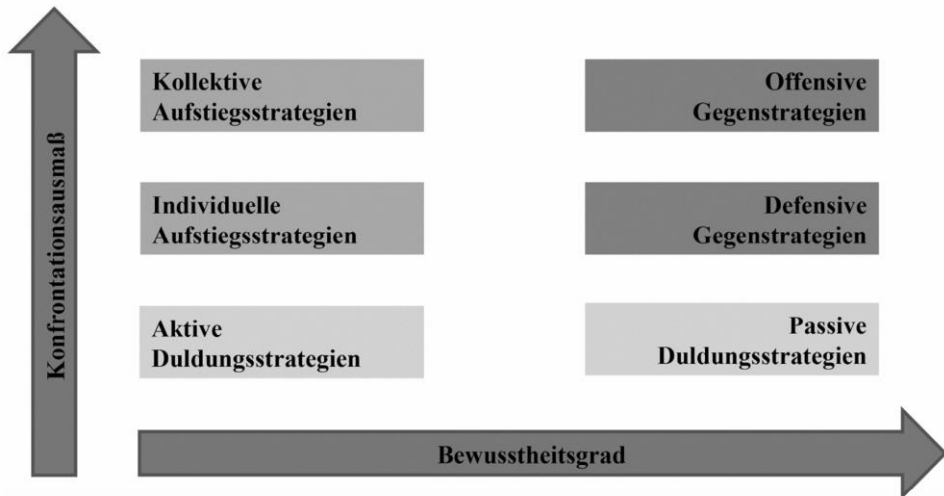 Konfrontationsausmaß
Kollektive
Aufstiegsstrategien
Offensive
Gegenstrategien
Individuelle
Aufstiegsstrategien
Defensive
Gegenstrategien
Aktive
Duldungsstrategien
Passive
Duldungsstrategien
Bewusstheitsgrad